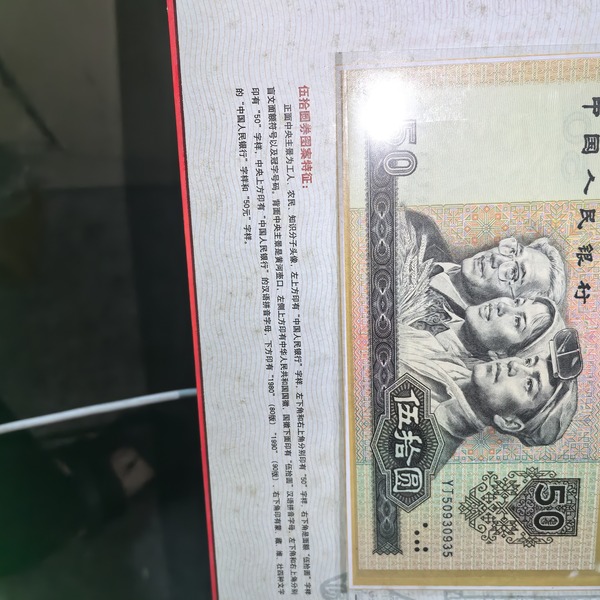 伍拾圆券图案特征：
正面中央主景为工人、农民、知识分子头像，左上方印有“中国人民银行”字样，左下角和右上角分别印有“50”字样，右下角是面额“伍拾圆”字样
盲文面额符号以及冠字号码。背面中央主景是黄河壶口，左侧上方印有中华人民共和国国徽，国徽下面印有“伍拾圆”汉语拼音字母，左下角和右上角分别
印有“50”字样，中央上方印有“中国人民银行”的汉语拼音字母，下方印有“1980”（80版）“1990”（90版），右下角印有蒙、藏、维、壮四种文字
的“中国人民银行”字样和“50元”字样。
中國人民银行
50
伍拾圆
YJ50930935
50